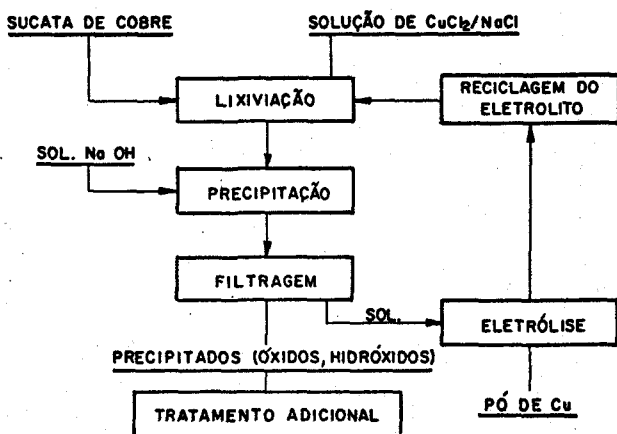 SUCATA DE COBRE
SOLUÇÃO DE CuCl₂/NaCl
LIXIVIAÇÃO
RECICLAGEM DO
ELETROLITO
SOL. Na OH
PRECIPITAÇÃO
FILTRAGEM
SOL.
ELETRÓLISE
PRECIPITADOS (ÓXIDOS, HIDRÓXIDOS)
PÓ DE Cu
TRATAMENTO ADICIONAL